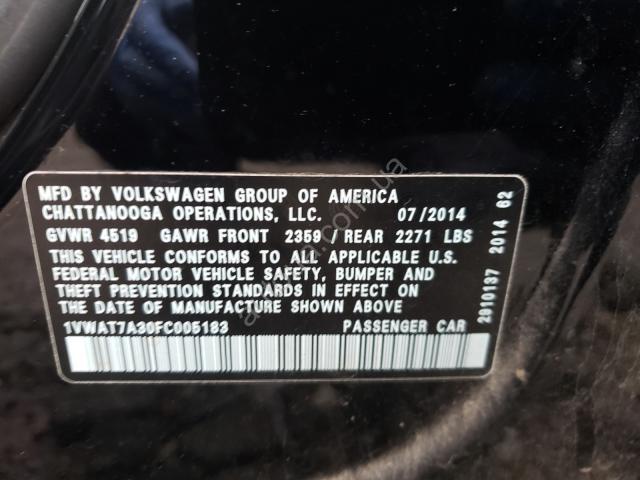 MFD BY VOLKSWAGEN GROUP OF AMERICA
CHATTANOOGA OPERATIONS, LLC. 07/2014
GVWR 4519 GAWR FRONT 2359 / REAR 2271 LBS
THIS VEHICLE CONFORMS TO ALL APPLICABLE U.S.
FEDERAL MOTOR VEHICLE SAFETY, BUMPER AND
THEFT PREVENTION STANDARDS IN EFFECT ON
THE DATE OF MANUFACTURE SHOWN ABOVE
1VWAT7A30FC005183 PASSENGER CAR
2910137 2014 62